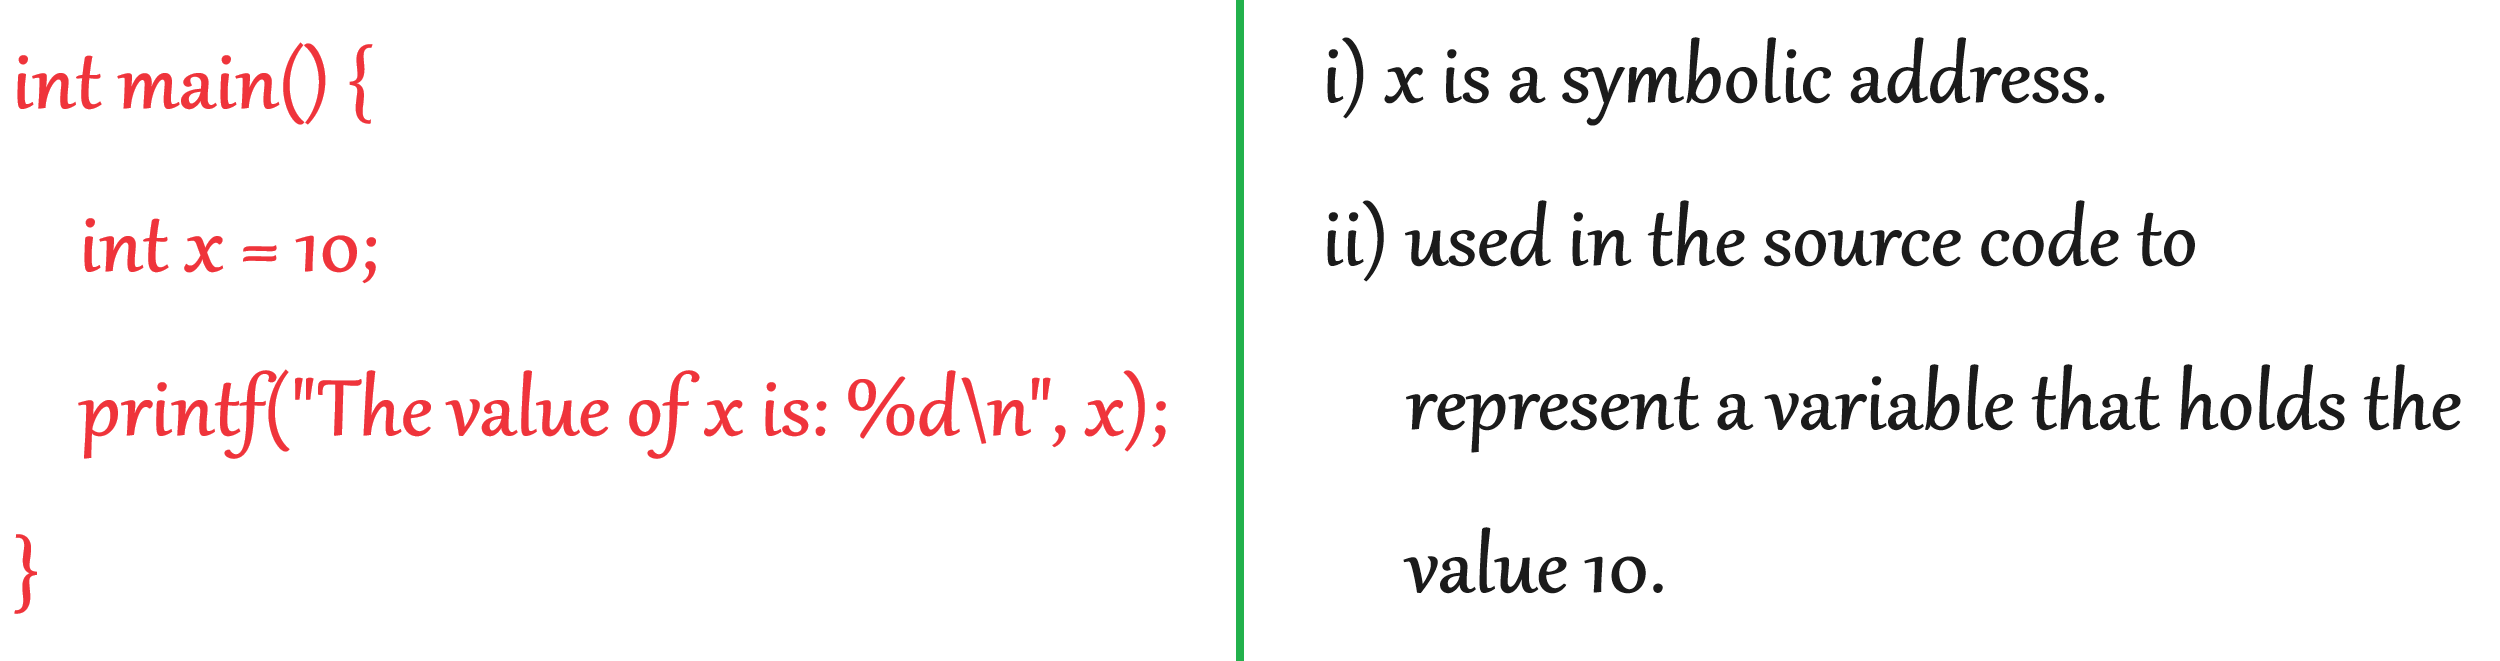 int main() {
int x = 10;
printf("The value of x is: %d\n", x);
}
i) x is a symbolic address.
ii) used in the source code to
represent a variable that holds the
value 10.